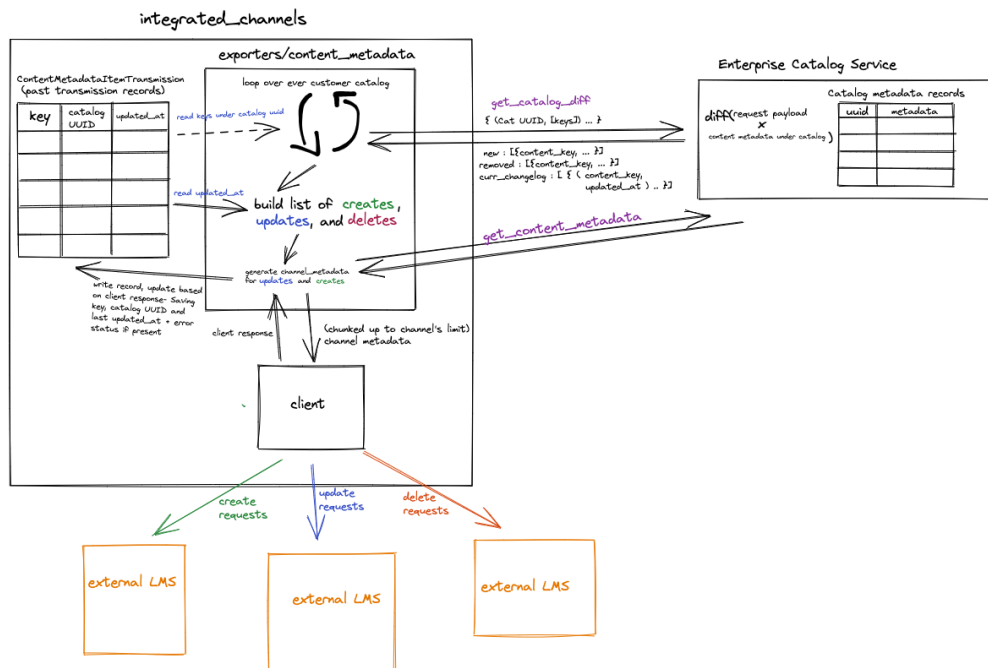 integrated_channels
exporters/content_metadata
ContentMetadataItemTransmission
(past transmission records)
key
catalog
UUID
updated_at
loop over ever customer catalog
read keys under catalog uuid
read updated_at
build list of creates,
updates, and deletes
generate channel_metadata
for updates and creates
write record, update based
on client response- Saving
key, catalog UUID and
last updated_at + error
status if present
client response
(chunked up to channel's limit)
channel metadata
client
get_catalog_diff
{ (Cat UUID, [keys]) ... }
new : [{content_key, ... }]
removed : [{content_key, ... }]
curr_changelog : [ { ( content_key,
updated_at ) .. }]
get_content_metadata
Enterprise Catalog Service
Catalog metadata records
uuid
metadata
diff(request payload
x
content metadata under catalog)
create
requests
update
requests
delete
requests
external LMS
external LMS
external LMS